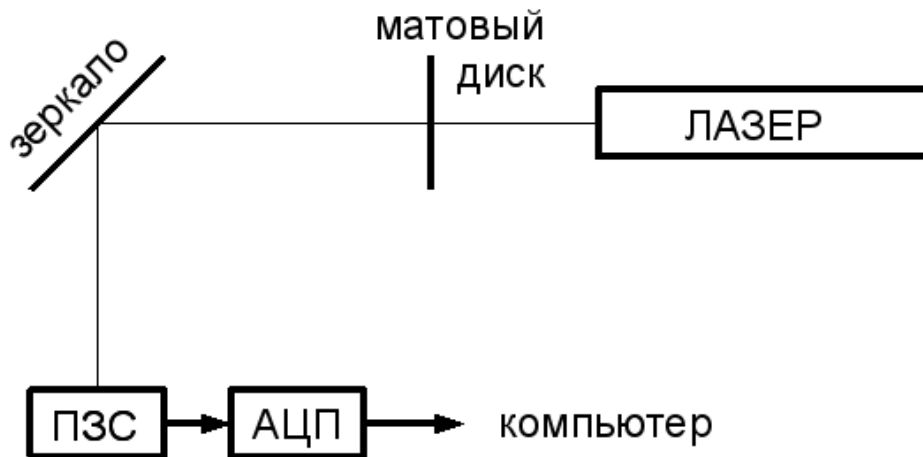 зеркало
матовый
диск
ЛАЗЕР
ПЗС
АЦП
компьютер